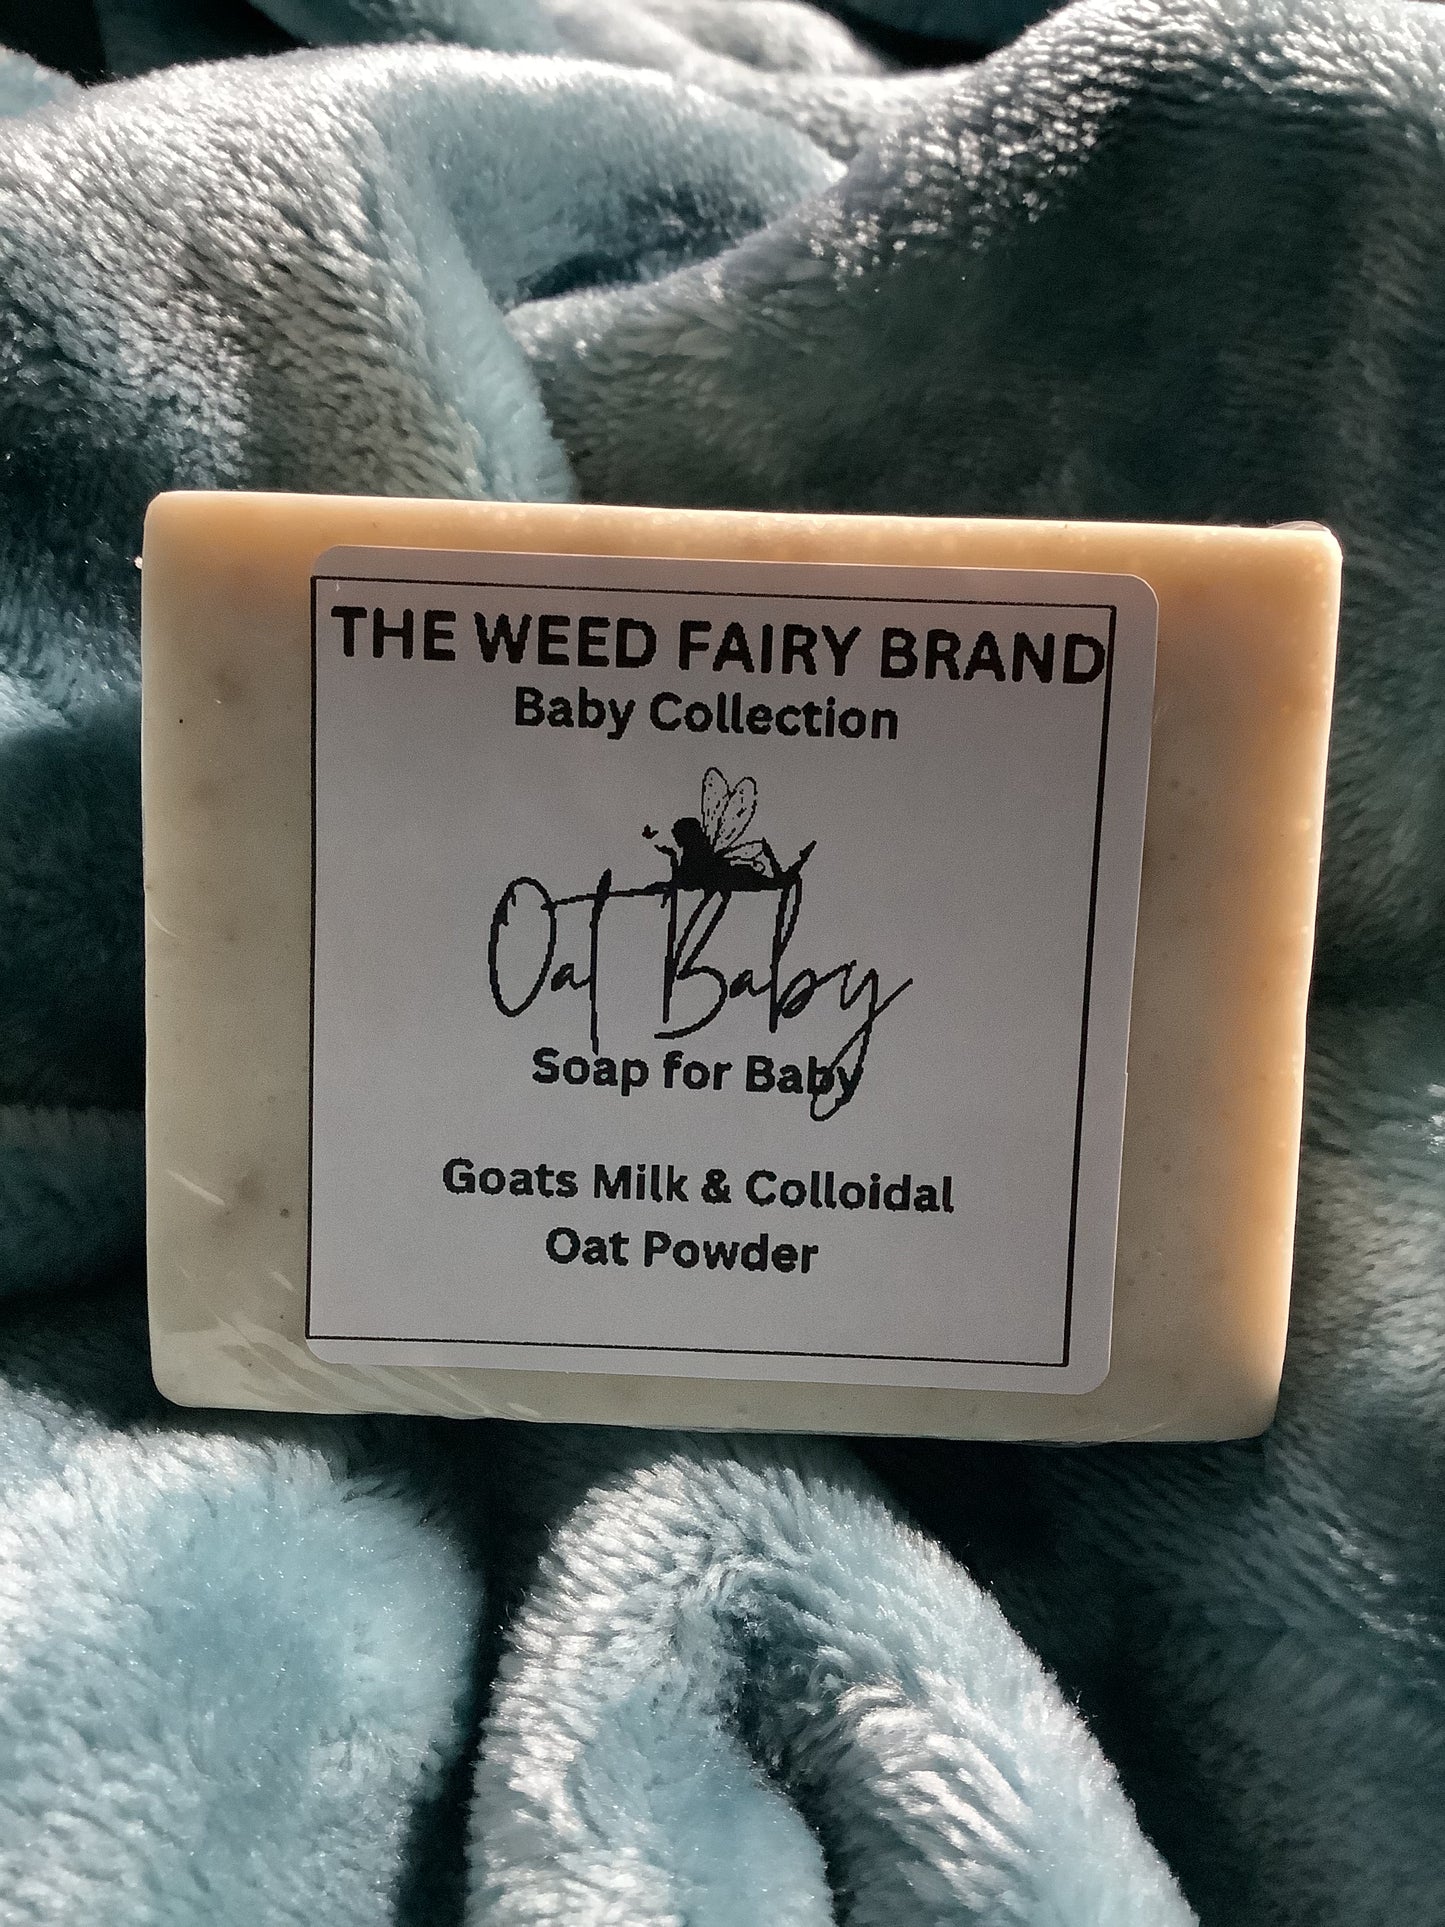 THE WEED FAIRY BRAND
Baby Collection
Oat Baby
Soap for Baby
Goats Milk & Colloidal
Oat Powder